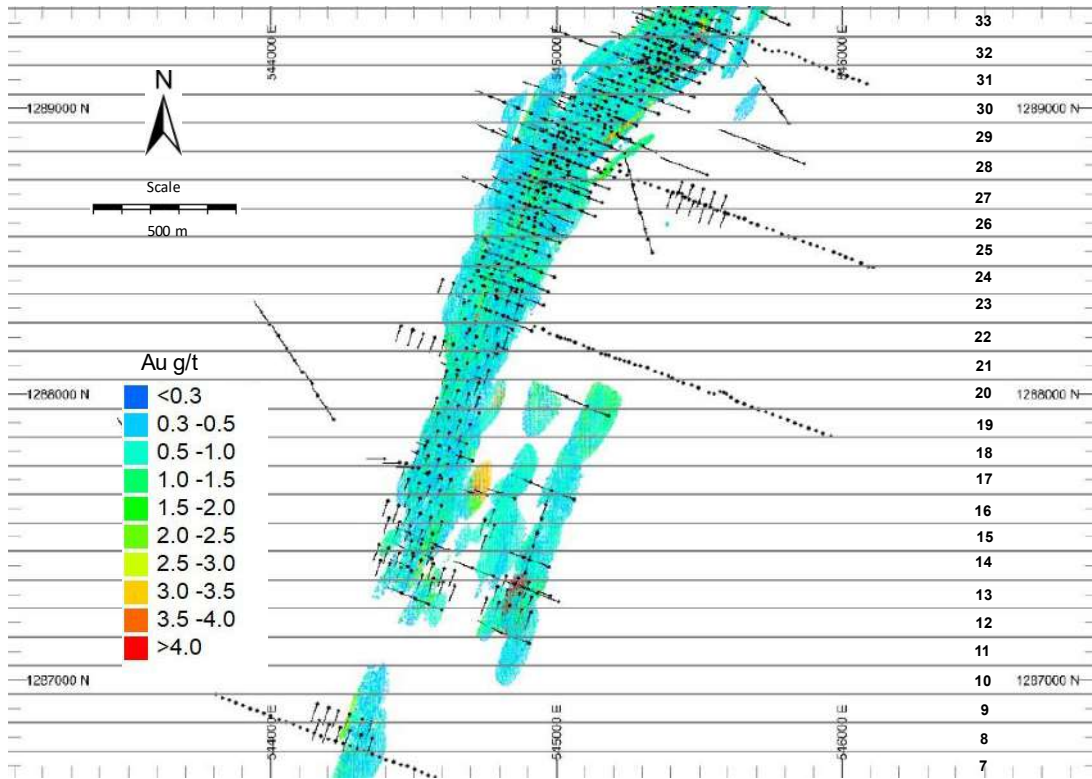 33
544000 E
545000 E
546000 E
32
N
31
1289000 N
30
1289000 N
29
28
Scale
27
500 m
26
25
24
23
22
Au g/t
21
<0.3
1288000 N
20
1288000 N
0.3 -0.5
19
0.5 -1.0
18
1.0 -1.5
17
1.5 -2.0
16
2.0 -2.5
15
2.5 -3.0
14
3.0 -3.5
13
3.5 -4.0
12
>4.0
11
1287000 N
10
1287000 N
9
544000 E
545000 E
546000 E
8
7